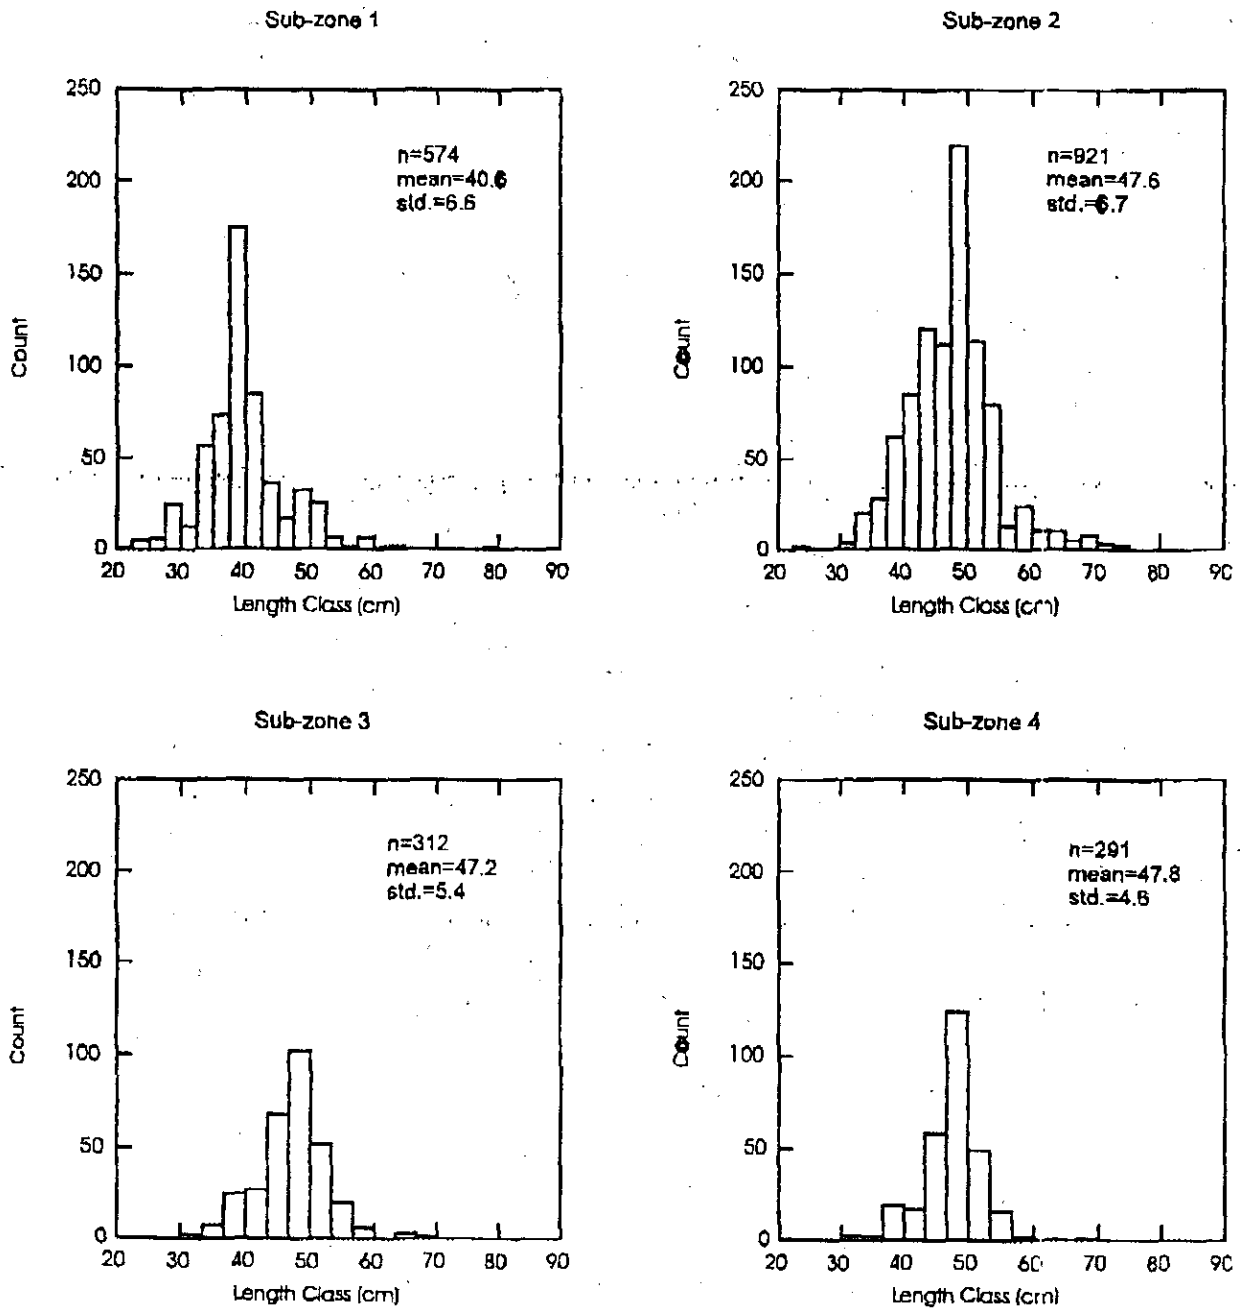 Sub-zone 1
250
200
150
100
50
0
Count
n=574
mean=40.6
std.=6.6
20 30 40 50 60 70 80 90
Length Class (cm)
Sub-zone 2
250
200
150
100
50
0
Count
n=921
mean=47.6
std.=6.7
20 30 40 50 60 70 80 90
Length Class (cm)
Sub-zone 3
250
200
150
100
50
0
Count
n=312
mean=47.2
std.=5.4
20 30 40 50 60 70 80 90
Length Class (cm)
Sub-zone 4
250
200
150
100
50
0
Count
n=291
mean=47.8
std.=4.6
20 30 40 50 60 70 80 90
Length Class (cm)